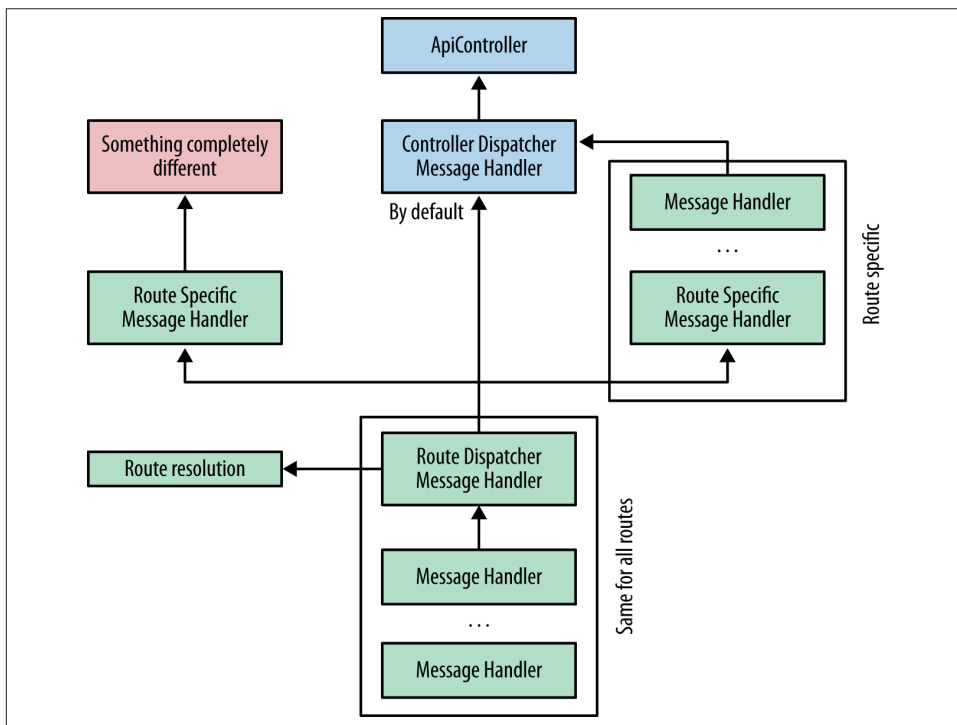 ApiController
Something completely
different
Controller Dispatcher
Message Handler
By default
Message Handler
...
Route Specific
Message Handler
Route Specific
Message Handler
Route specific
Route resolution
Route Dispatcher
Message Handler
Message Handler
...
Message Handler
Same for all routes